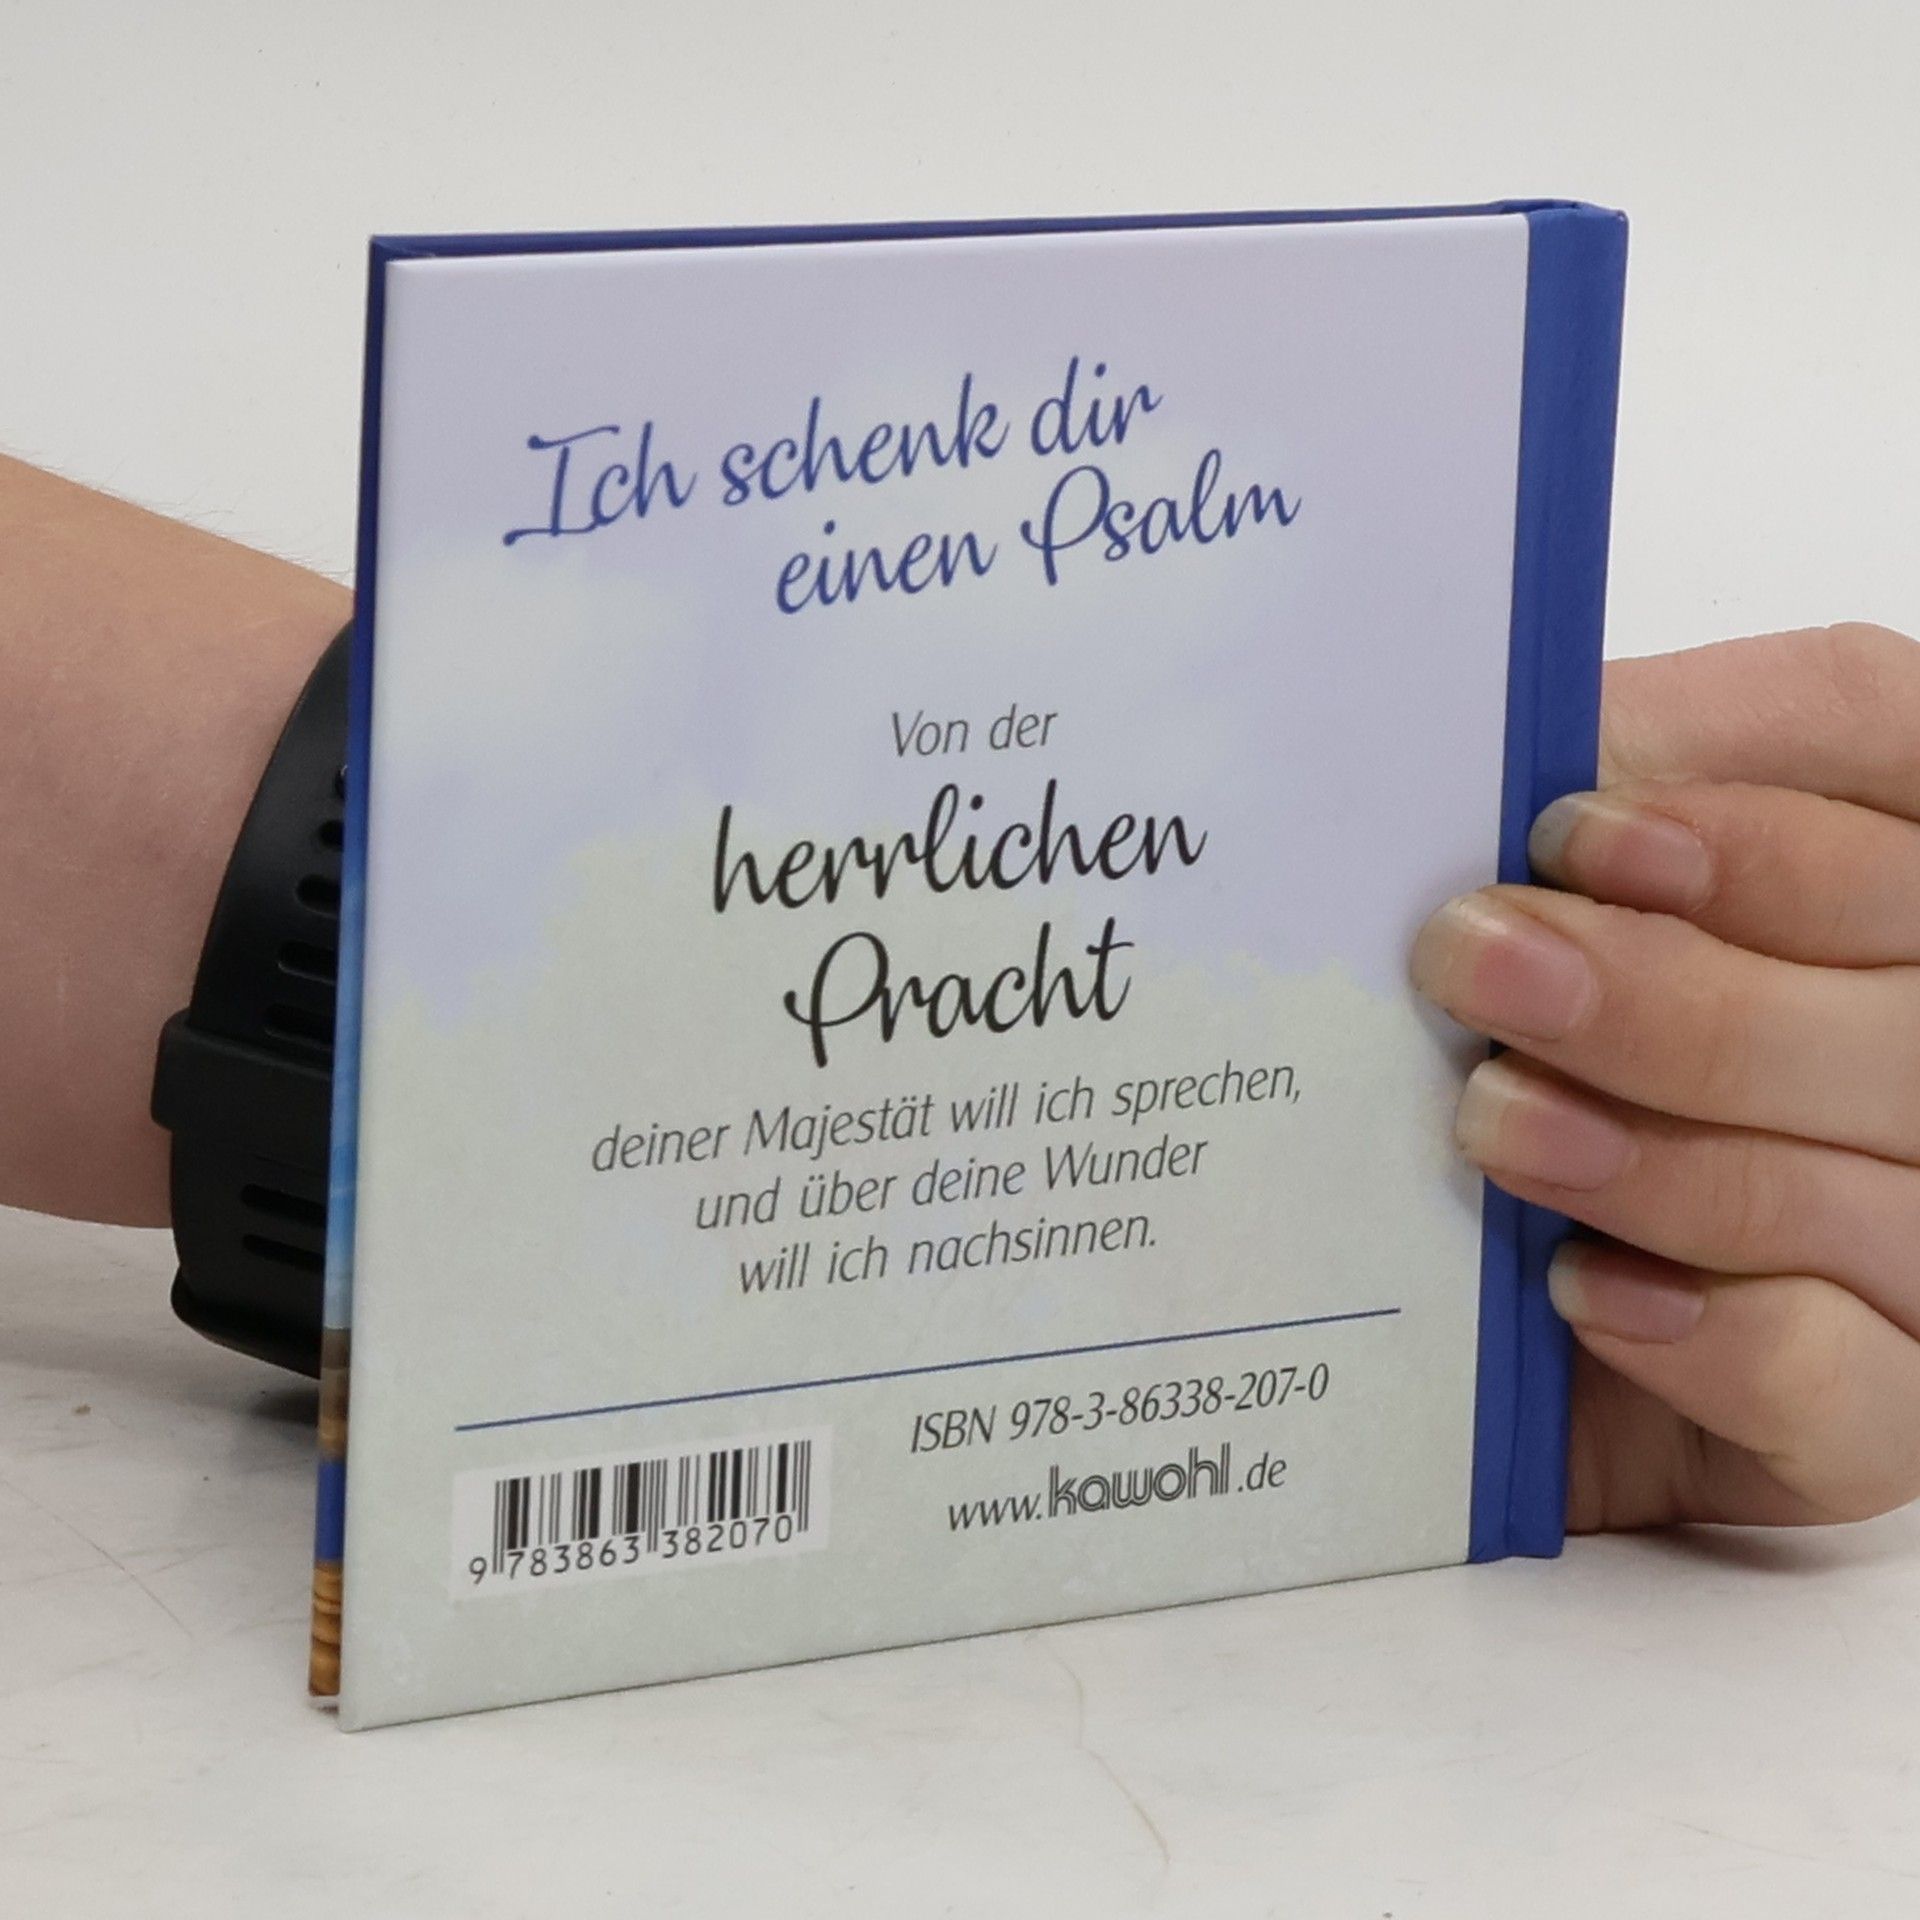 Ich schenk dir
einen Psalm
Von der
herrlichen
Pracht
deiner Majestät will ich sprechen,
und über deine Wunder
will ich nachsinnen.
ISBN 978-3-86338-207-0
www.kawohl.de
9 783863 382070